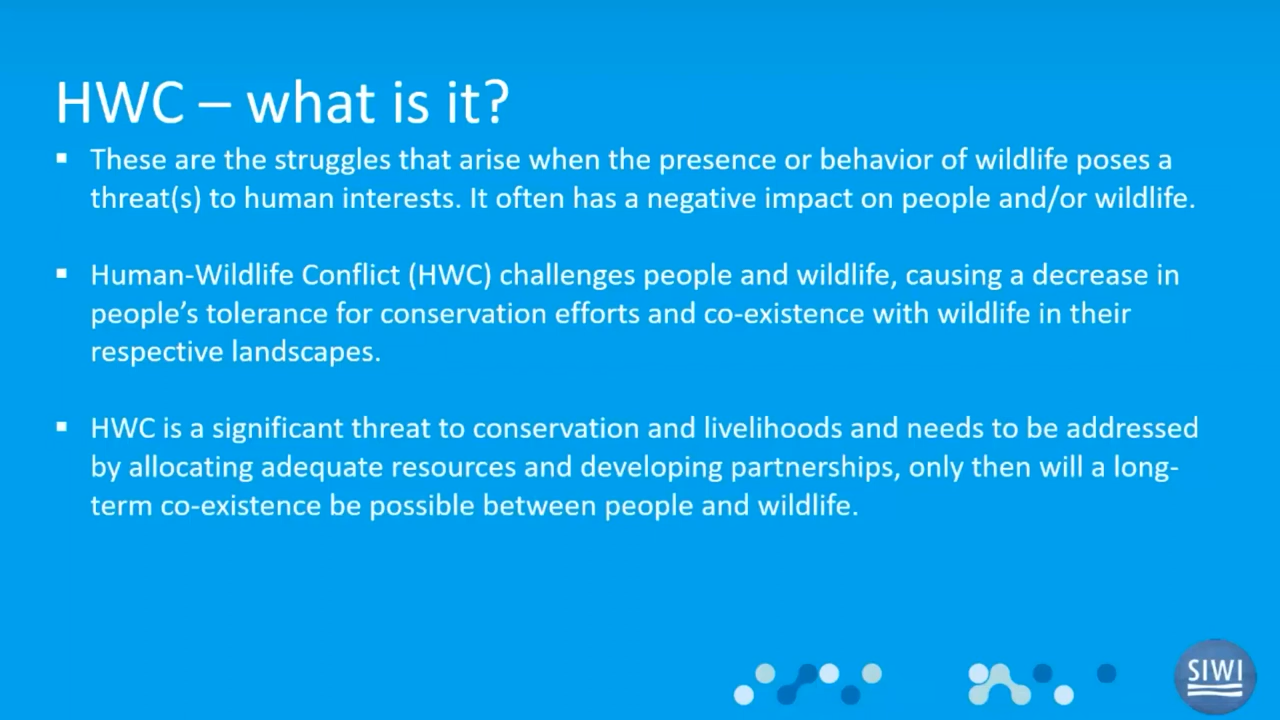 HWC – what is it?
▪ These are the struggles that arise when the presence or behavior of wildlife poses a
threat(s) to human interests. It often has a negative impact on people and/or wildlife.
▪ Human-Wildlife Conflict (HWC) challenges people and wildlife, causing a decrease in
people’s tolerance for conservation efforts and co-existence with wildlife in their
respective landscapes.
▪ HWC is a significant threat to conservation and livelihoods and needs to be addressed
by allocating adequate resources and developing partnerships, only then will a long-
term co-existence be possible between people and wildlife.
SIWI